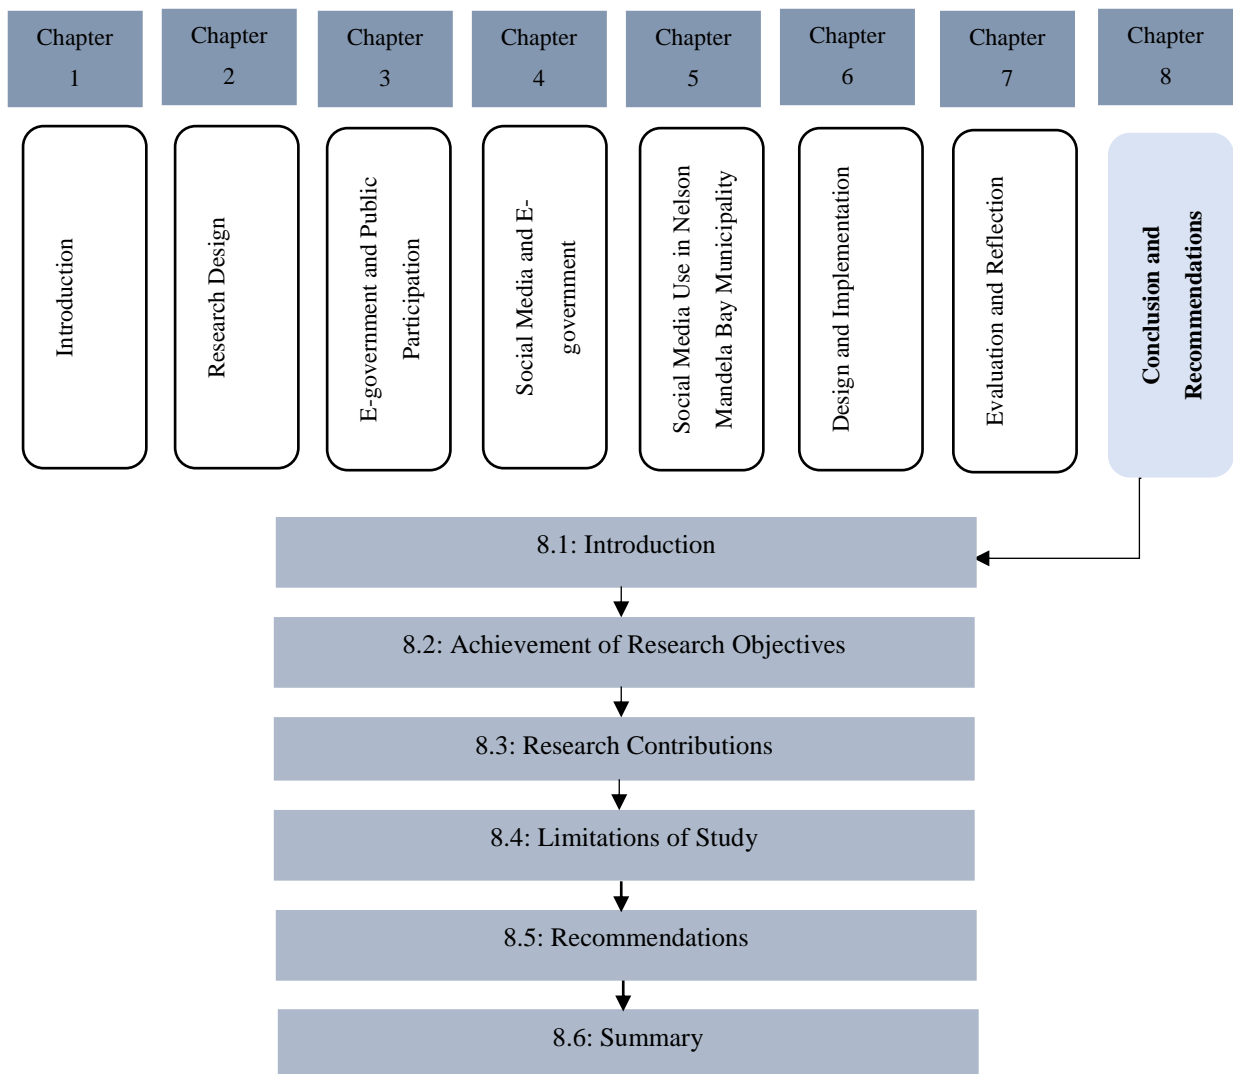 Chapter
1
Chapter
2
Chapter
3
Chapter
4
Chapter
5
Chapter
6
Chapter
7
Chapter
8
Introduction
Research Design
E-government and Public
Participation
Social Media and E-
government
Social Media Use in Nelson
Mandela Bay Municipality
Design and Implementation
Evaluation and Reflection
Conclusion and
Recommendations
8.1: Introduction
8.2: Achievement of Research Objectives
8.3: Research Contributions
8.4: Limitations of Study
8.5: Recommendations
8.6: Summary